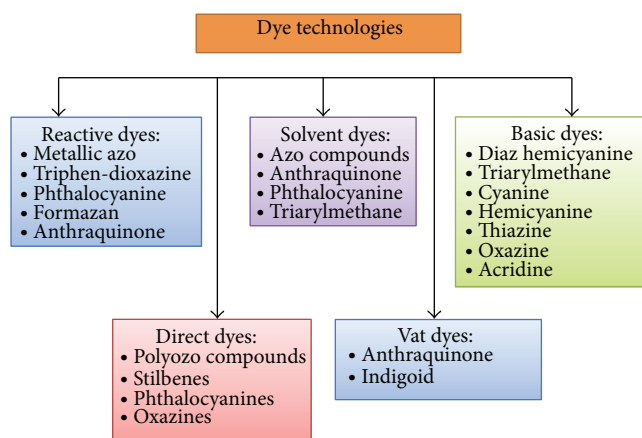 Dye technologies
Reactive dyes:
• Metallic azo
• Triphen-dioxazine
• Phthalocyanine
• Formazan
• Anthraquinone
Solvent dyes:
• Azo compounds
• Anthraquinone
• Phthalocyanine
• Triarylmethane
Basic dyes:
• Diaz hemicyanine
• Triarylmethane
• Cyanine
• Hemicyanine
• Thiazine
• Oxazine
• Acridine
Direct dyes:
• Polyozo compounds
• Stilbenes
• Phthalocyanines
• Oxazines
Vat dyes:
• Anthraquinone
• Indigoid